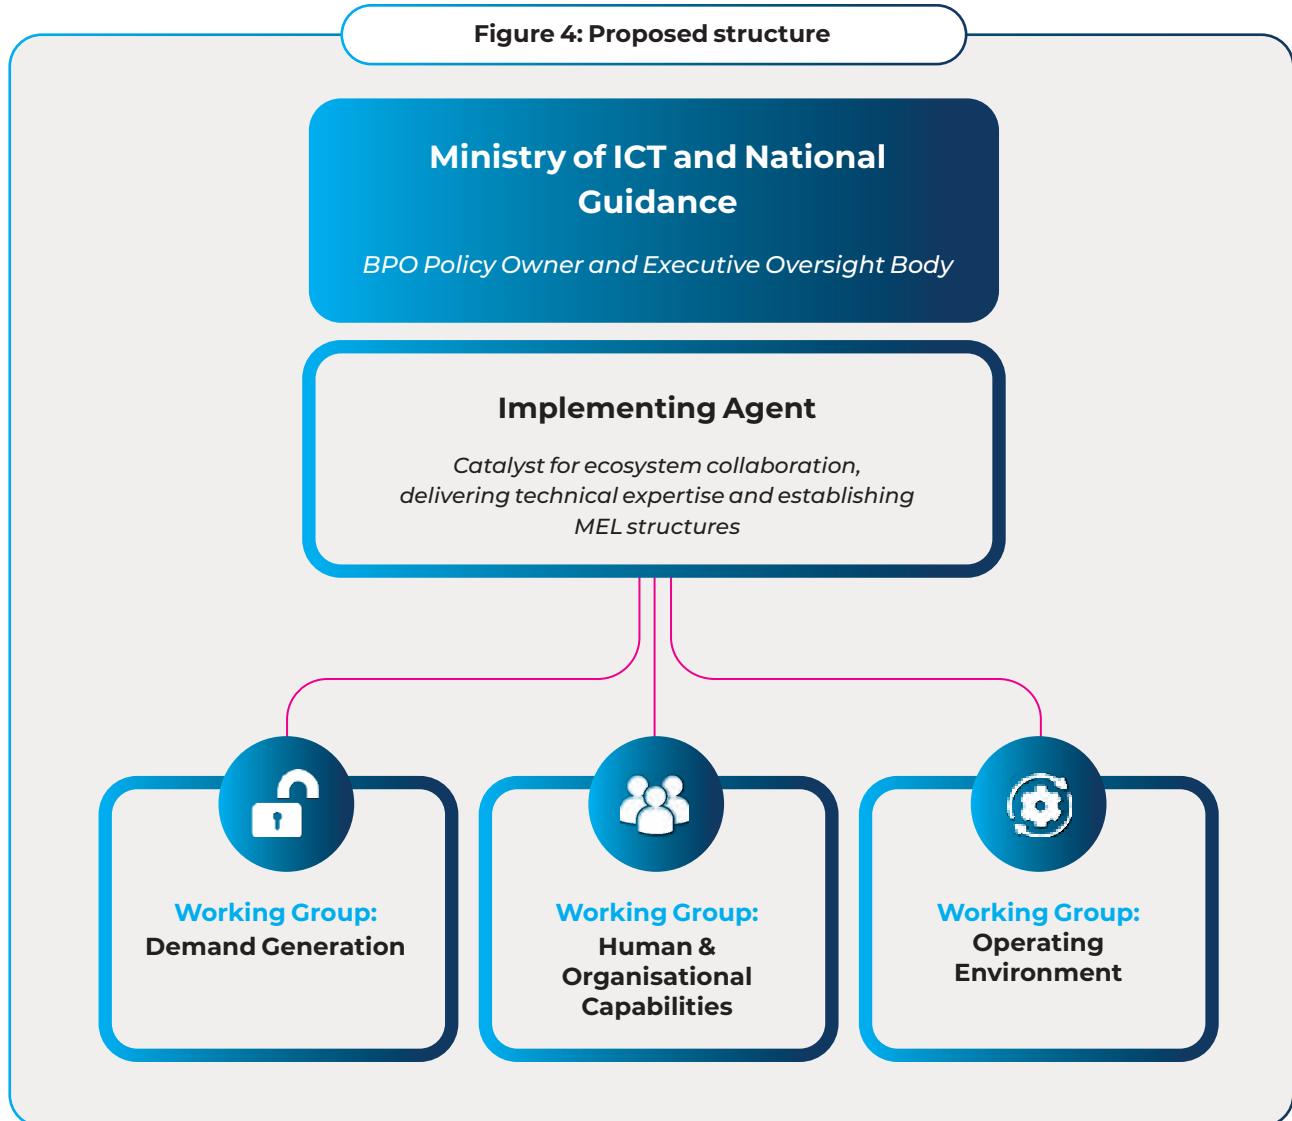 Figure 4: Proposed structure
Ministry of ICT and National
Guidance
BPO Policy Owner and Executive Oversight Body
Implementing Agent
Catalyst for ecosystem collaboration,
delivering technical expertise and establishing
MEL structures
Working Group:
Demand Generation
Working Group:
Human &
Organisational
Capabilities
Working Group:
Operating
Environment